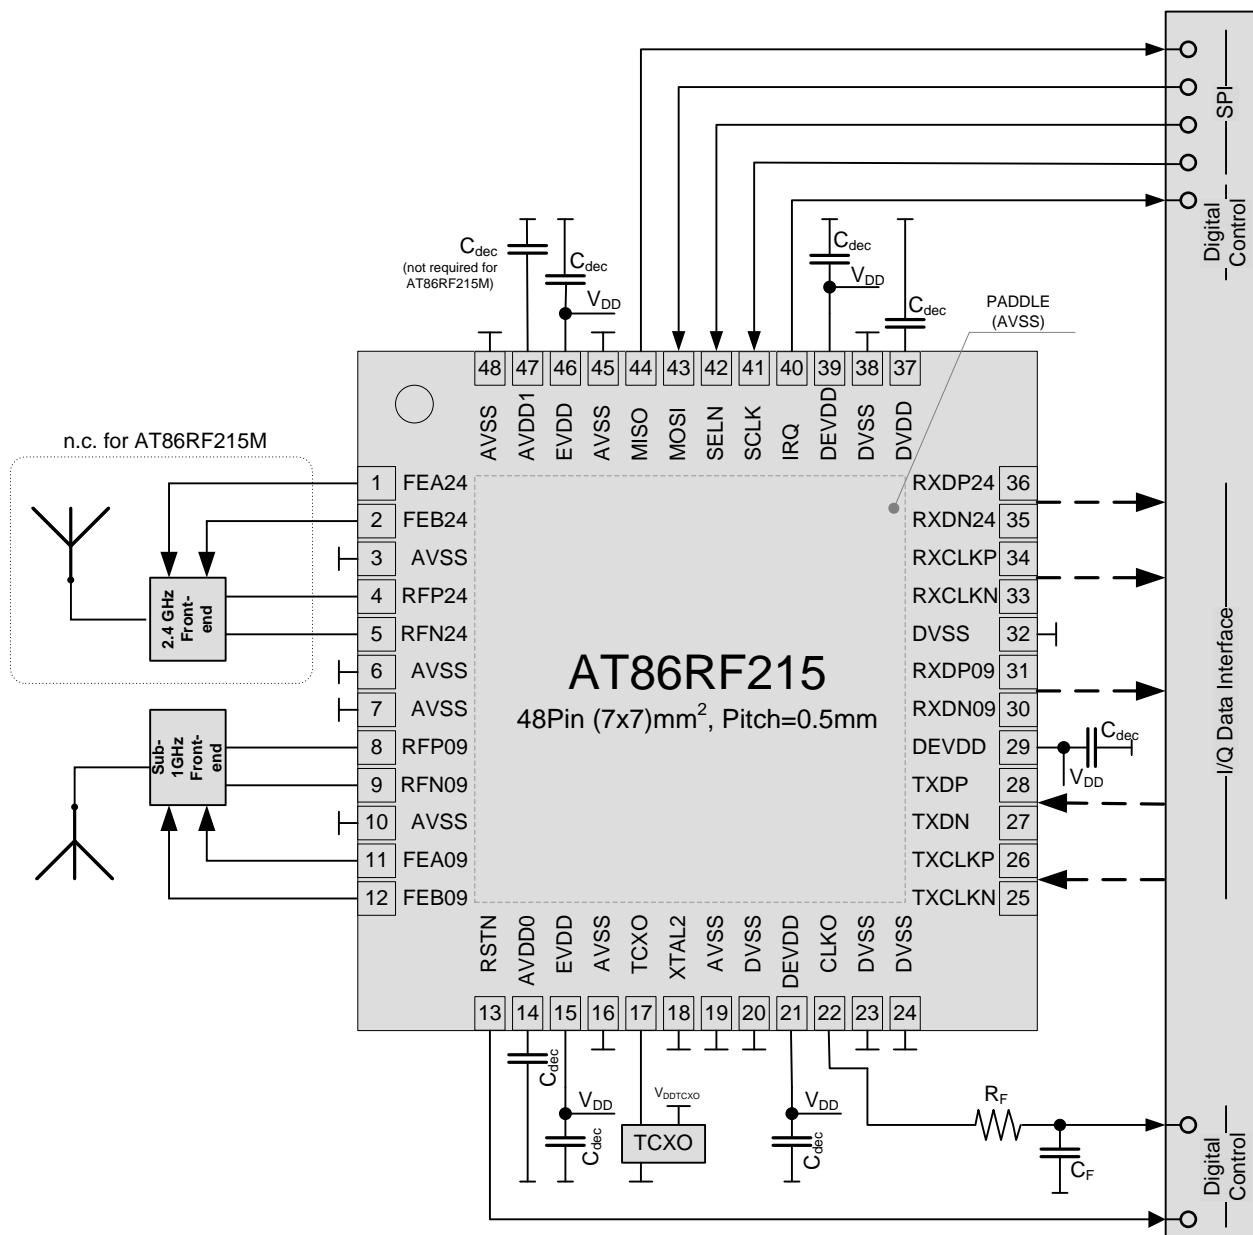 SPI
Digital
Control
C_dec
(not required for
AT86RF215M)
C_dec
V_DD
C_dec
V_DD
C_dec
PADDLE
(AVSS)
48 47 46 45 44 43 42 41 40 39 38 37
AVSS AVDD1 EVDD AVSS MISO MOSI SELN SCLK IRQ DEVDD DVSS DVDD
n.c. for AT86RF215M
2.4 GHz
Front-
end
Sub-
1GHz
Front-
end
1 FEA24
2 FEB24
3 AVSS
4 RFP24
5 RFN24
6 AVSS
7 AVSS
8 RFP09
9 RFN09
10 AVSS
11 FEA09
12 FEB09
AT86RF215
48Pin (7x7)mm², Pitch=0.5mm
RXDP24 36
RXDN24 35
RXCLKP 34
RXCLKN 33
DVSS 32
RXDP09 31
RXDN09 30
DEVDD 29
TXDP 28
TXDN 27
TXCLKP 26
TXCLKN 25
C_dec
V_DD
I/Q Data Interface
RSTN AVDD0 EVDD AVSS TCXO XTAL2 AVSS DVSS DEVDD CLKO DVSS DVSS
13 14 15 16 17 18 19 20 21 22 23 24
C_dec
V_DD
C_dec
V_DDTCXO
TCXO
V_DD
C_dec
R_F
C_F
Digital
Control